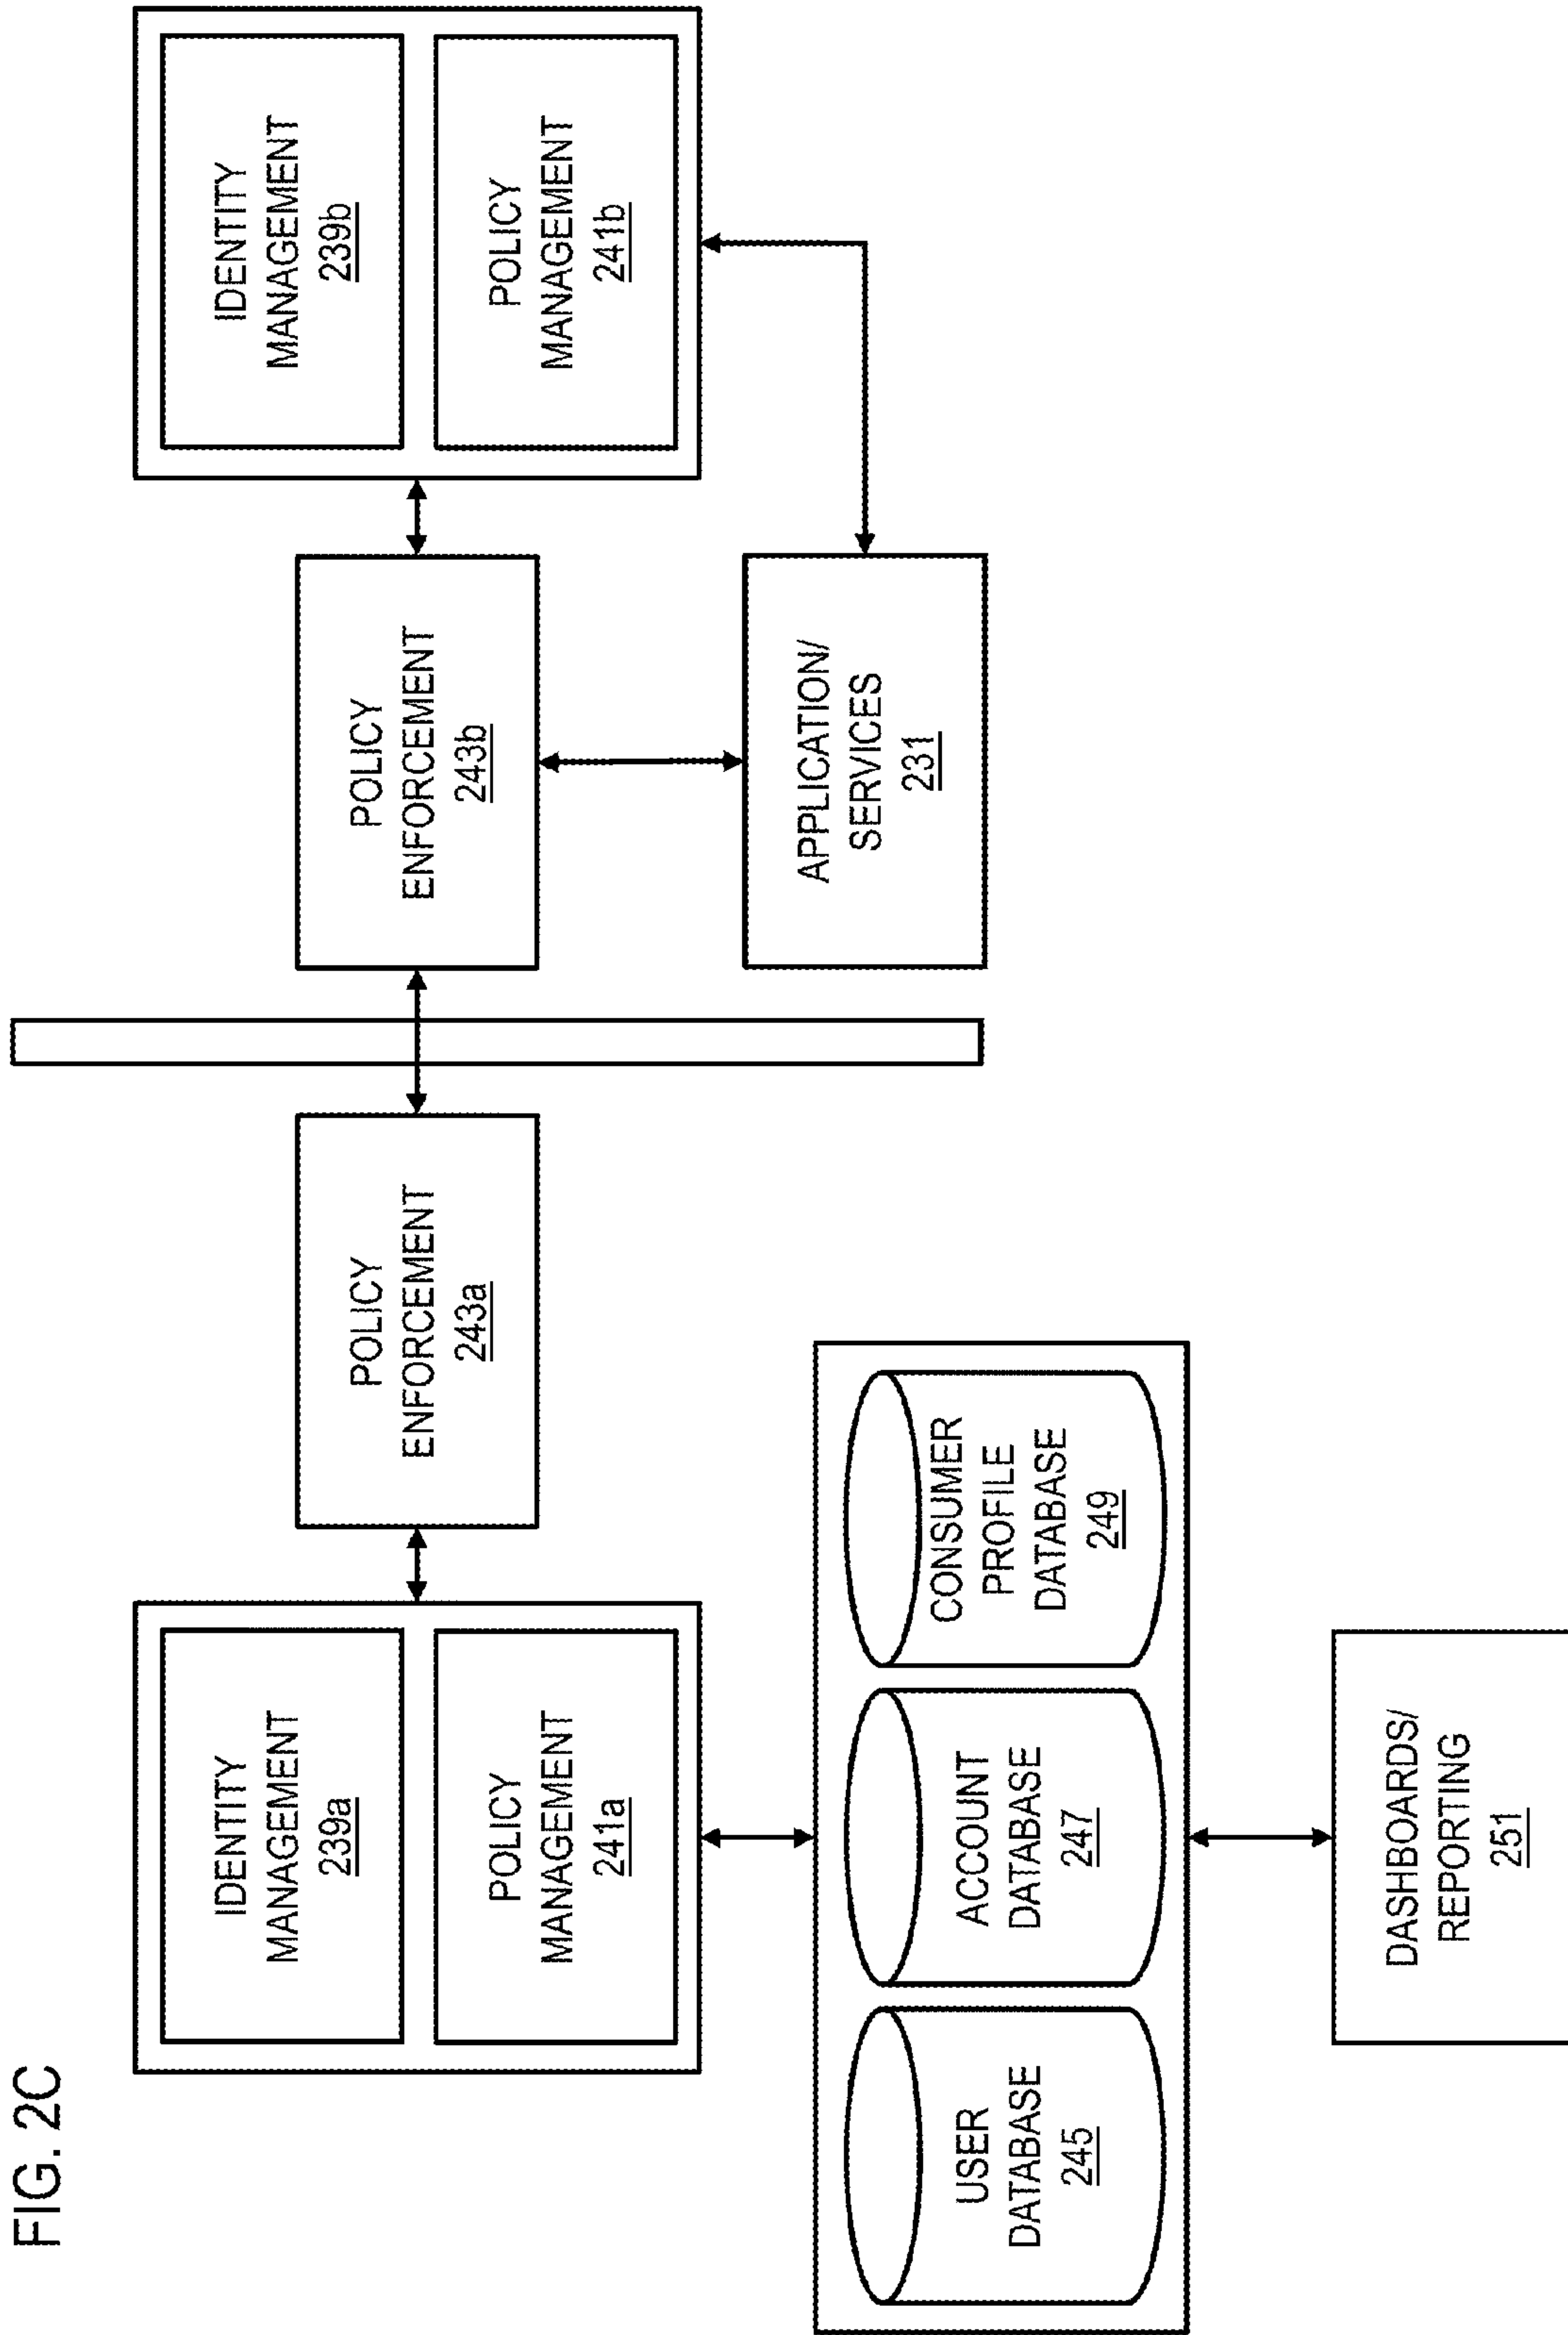 FIG. 2C
IDENTITY
MANAGEMENT
239a
POLICY
MANAGEMENT
241a
POLICY
ENFORCEMENT
243a
POLICY
ENFORCEMENT
243b
IDENTITY
MANAGEMENT
239b
POLICY
MANAGEMENT
241b
USER
DATABASE
245
ACCOUNT
DATABASE
247
CONSUMER
PROFILE
DATABASE
249
APPLICATION/
SERVICES
231
DASHBOARDS/
REPORTING
251